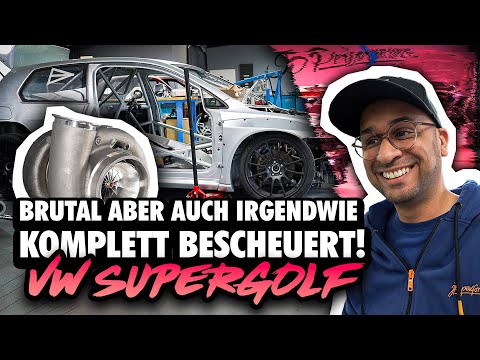 BRUTAL ABER AUCH IRGENDWIE
KOMPLETT BESCHEUERT!
VW SUPERGOLF